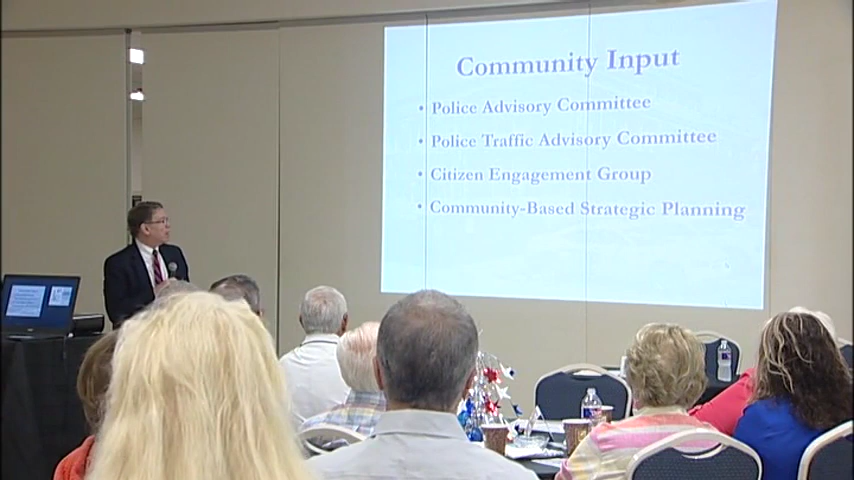 Community Input
• Police Advisory Committee
• Police Traffic Advisory Committee
• Citizen Engagement Group
• Community-Based Strategic Planning